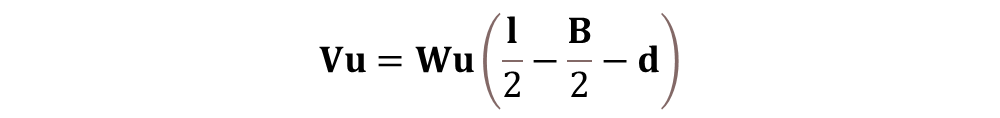 Vu = Wu(l/2 − B/2 − d)